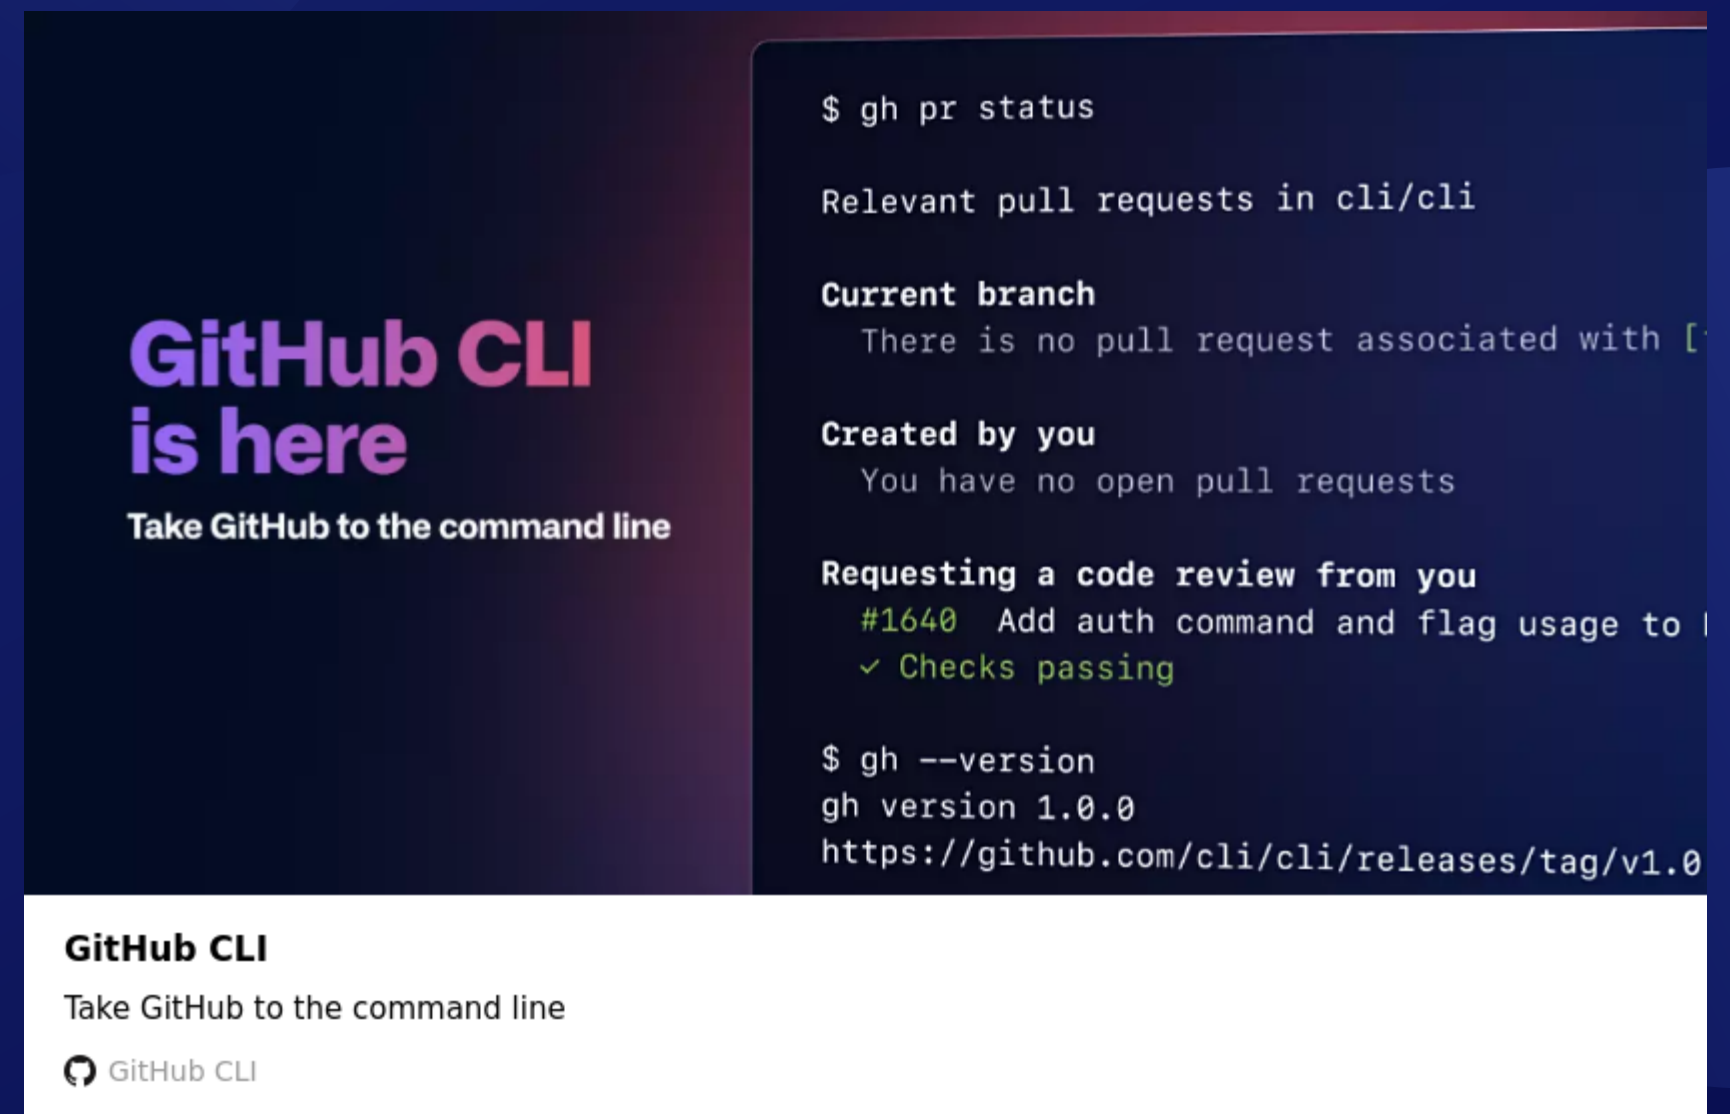 GitHub CLI
is here
Take GitHub to the command line
$ gh pr status
Relevant pull requests in cli/cli
Current branch
There is no pull request associated with [
Created by you
You have no open pull requests
Requesting a code review from you
#1640 Add auth command and flag usage to
✓ Checks passing
$ gh --version
gh version 1.0.0
https://github.com/cli/cli/releases/tag/v1.0
GitHub CLI
Take GitHub to the command line
GitHub CLI